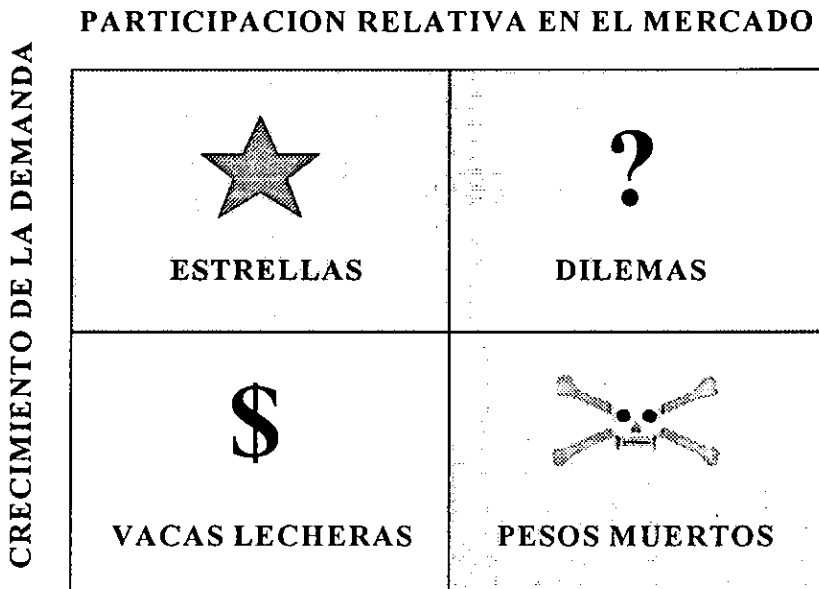 PARTICIPACION RELATIVA EN EL MERCADO
CRECIMIENTO DE LA DEMANDA
ESTRELLAS
?
DILEMAS
$
VACAS LECHERAS
PESOS MUERTOS